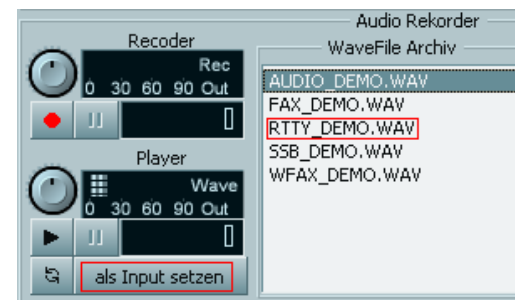 Audio Rekorder
Recoder
Rec
0 30 60 90 Out
Player
Wave
0 30 60 90 Out
als Input setzen
WaveFile Archiv
AUDIO_DEMO.WAV
FAX_DEMO.WAV
RTTY_DEMO.WAV
SSB_DEMO.WAV
WFAX_DEMO.WAV